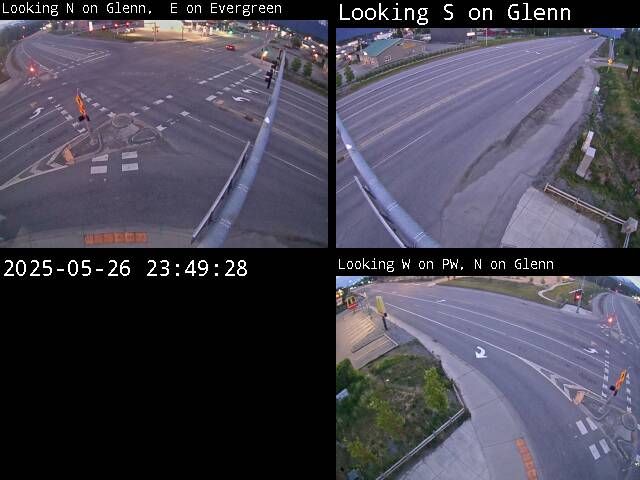 Looking N on Glenn,  E on Evergreen
Looking S on Glenn
2025-05-26 23:49:28
Looking W on PW, N on Glenn